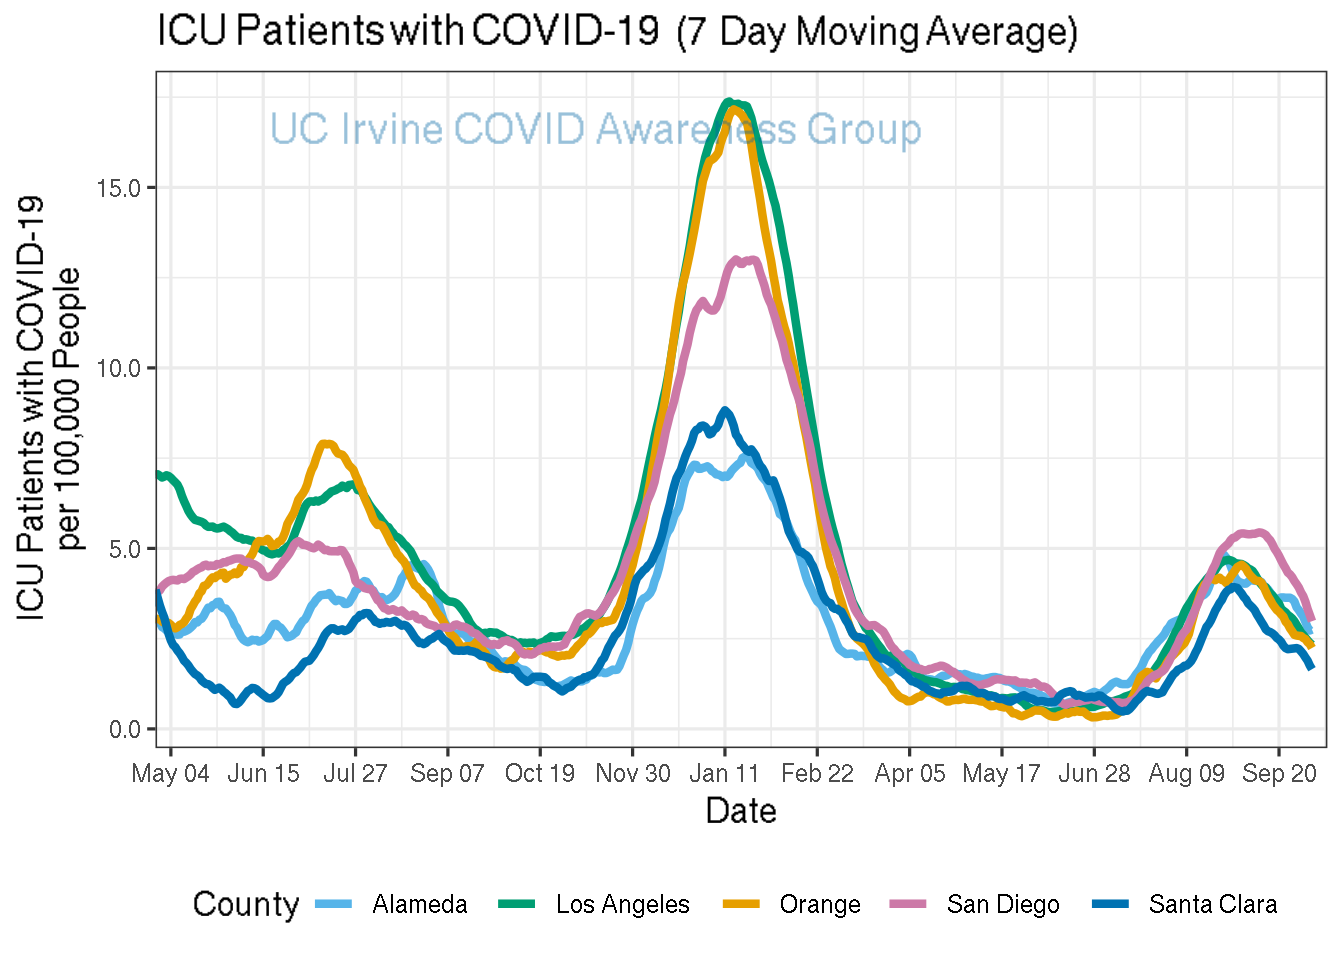 ICU Patients with COVID-19 (7 Day Moving Average)
UC Irvine COVID Awareness Group
ICU Patients with COVID-19
per 100,000 People
15.0
10.0
5.0
0.0
May 04 Jun 15 Jul 27 Sep 07 Oct 19 Nov 30 Jan 11 Feb 22 Apr 05 May 17 Jun 28 Aug 09 Sep 20
Date
County Alameda Los Angeles Orange San Diego Santa Clara